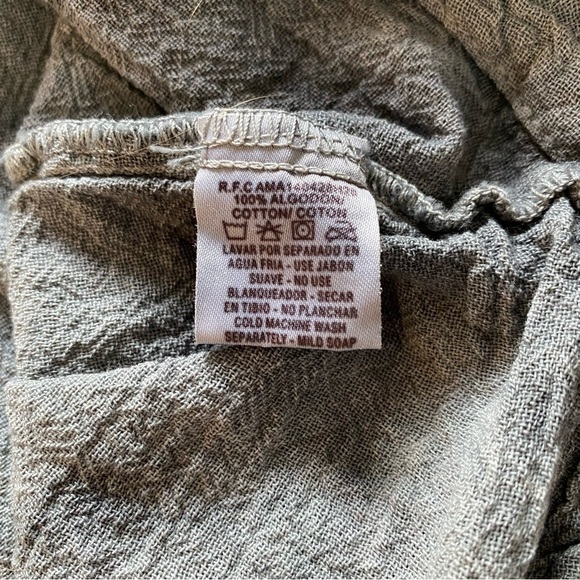 R.F.C AMA140428
100% ALGODON/
COTTON/ COTON
LAVAR POR SEPARADO EN
AGUA FRIA - USE JABON
SUAVE - NO USE
BLANQUEADOR - SECAR
EN TIBIO - NO PLANCHAR
COLD MACHINE WASH
SEPARATELY - MILD SOAP